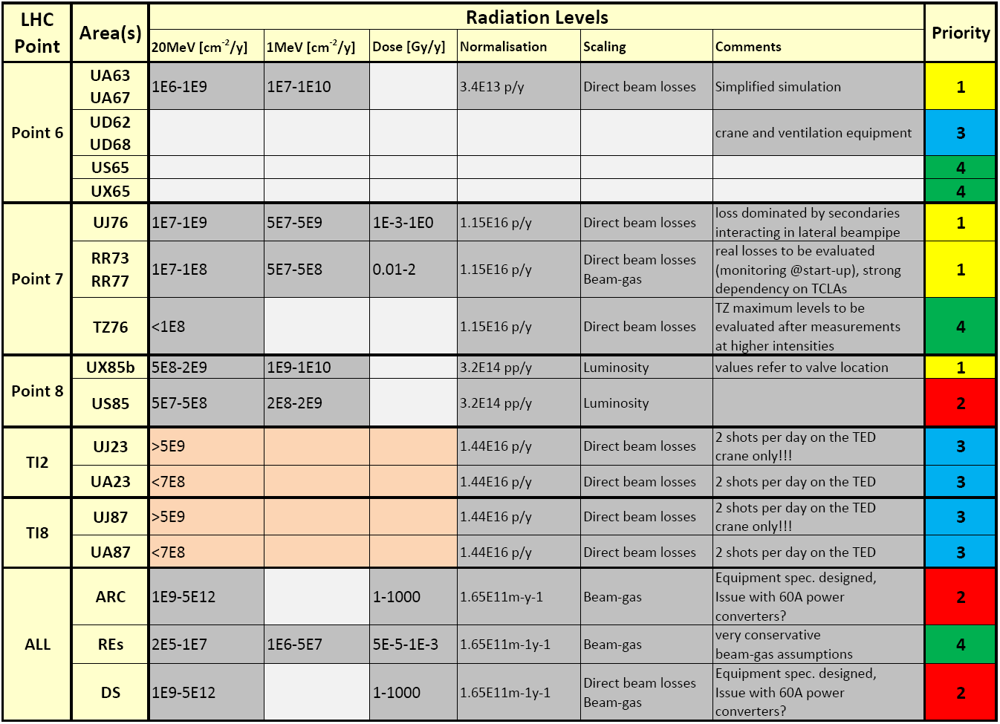 LHC Point Area(s) Radiation Levels Priority
20MeV [cm-2/y] 1MeV [cm-2/y] Dose [Gy/y] Normalisation Scaling Comments
Point 6
UA63
UA67
1E6-1E9 1E7-1E10 3.4E13 p/y Direct beam losses Simplified simulation 1
UD62
UD68
crane and ventilation equipment 3
US65 4
UX65 4
Point 7
UJ76 1E7-1E9 5E7-5E9 1E-3-1E0 1.15E16 p/y Direct beam losses
loss dominated by secondaries
interacting in lateral beampipe
1
RR73
RR77
1E7-1E8 5E7-5E8 0.01-2 1.15E16 p/y
Direct beam losses
Beam-gas
real losses to be evaluated
(monitoring @start-up), strong
dependency on TCLAs
1
TZ76 <1E8 1.15E16 p/y Direct beam losses
TZ maximum levels to be
evaluated after measurements
at higher intensities
4
Point 8
UX85b 5E8-2E9 1E9-1E10 3.2E14 pp/y Luminosity values refer to valve location 1
US85 5E7-5E8 2E8-2E9 3.2E14 pp/y Luminosity 2
TI2
UJ23 >5E9 1.44E16 p/y Direct beam losses
2 shots per day on the TED
crane only!!!
3
UA23 <7E8 1.44E16 p/y Direct beam losses 2 shots per day on the TED 3
TI8
UJ87 >5E9 1.44E16 p/y Direct beam losses
2 shots per day on the TED
crane only!!!
3
UA87 <7E8 1.44E16 p/y Direct beam losses 2 shots per day on the TED 3
ALL
ARC 1E9-5E12 1-1000 1.65E11m-y-1 Beam-gas
Equipment spec. designed,
Issue with 60A power
converters?
2
REs 2E5-1E7 1E6-5E7 5E-5-1E-3 1.65E11m-1y-1 Beam-gas
very conservative
beam-gas assumptions
4
DS 1E9-5E12 1-1000 1.65E11m-1y-1
Direct beam losses
Beam-gas
Equipment spec. designed,
Issue with 60A power
converters?
2